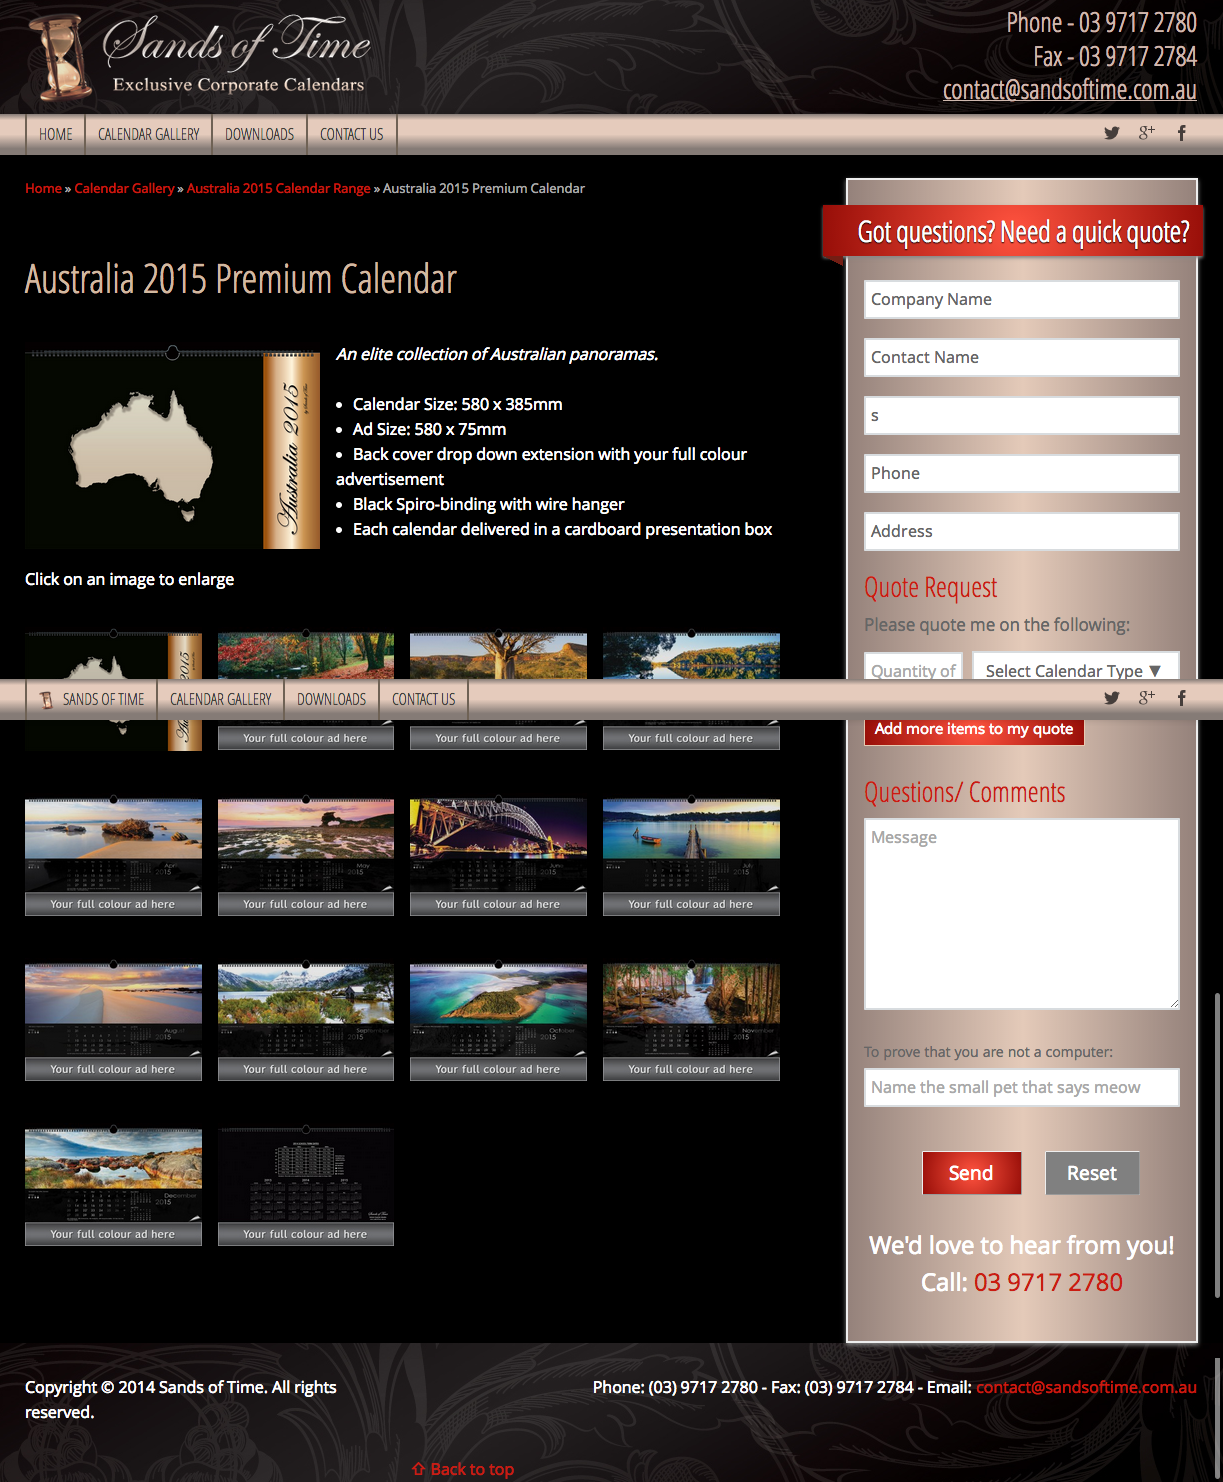 Sands of Time
Exclusive Corporate Calendars
Phone - 03 9717 2780
Fax - 03 9717 2784
contact@sandsoftime.com.au
HOME
CALENDAR GALLERY
DOWNLOADS
CONTACT US
Home » Calendar Gallery » Australia 2015 Calendar Range » Australia 2015 Premium Calendar
Australia 2015 Premium Calendar
Australia 2015
An elite collection of Australian panoramas.
• Calendar Size: 580 x 385mm
• Ad Size: 580 x 75mm
• Back cover drop down extension with your full colour
advertisement
• Black Spiro-binding with wire hanger
• Each calendar delivered in a cardboard presentation box
Click on an image to enlarge
2015
SANDS OF TIME
CALENDAR GALLERY
DOWNLOADS
CONTACT US
Your full colour ad here
Your full colour ad here
Your full colour ad here
April
2015
May
2015
June
2015
July
2015
Your full colour ad here
Your full colour ad here
Your full colour ad here
Your full colour ad here
August
2015
September
2015
October
2015
November
2015
Your full colour ad here
Your full colour ad here
Your full colour ad here
Your full colour ad here
December
2015
Your full colour ad here
Your full colour ad here
Got questions? Need a quick quote?
Company Name
Contact Name
s
Phone
Address
Quote Request
Please quote me on the following:
Quantity of
Select Calendar Type ▼
Add more items to my quote
Questions/ Comments
Message
To prove that you are not a computer:
Name the small pet that says meow
Send
Reset
We'd love to hear from you!
Call: 03 9717 2780
Copyright © 2014 Sands of Time. All rights
reserved.
Phone: (03) 9717 2780 - Fax: (03) 9717 2784 - Email: contact@sandsoftime.com.au
Back to top